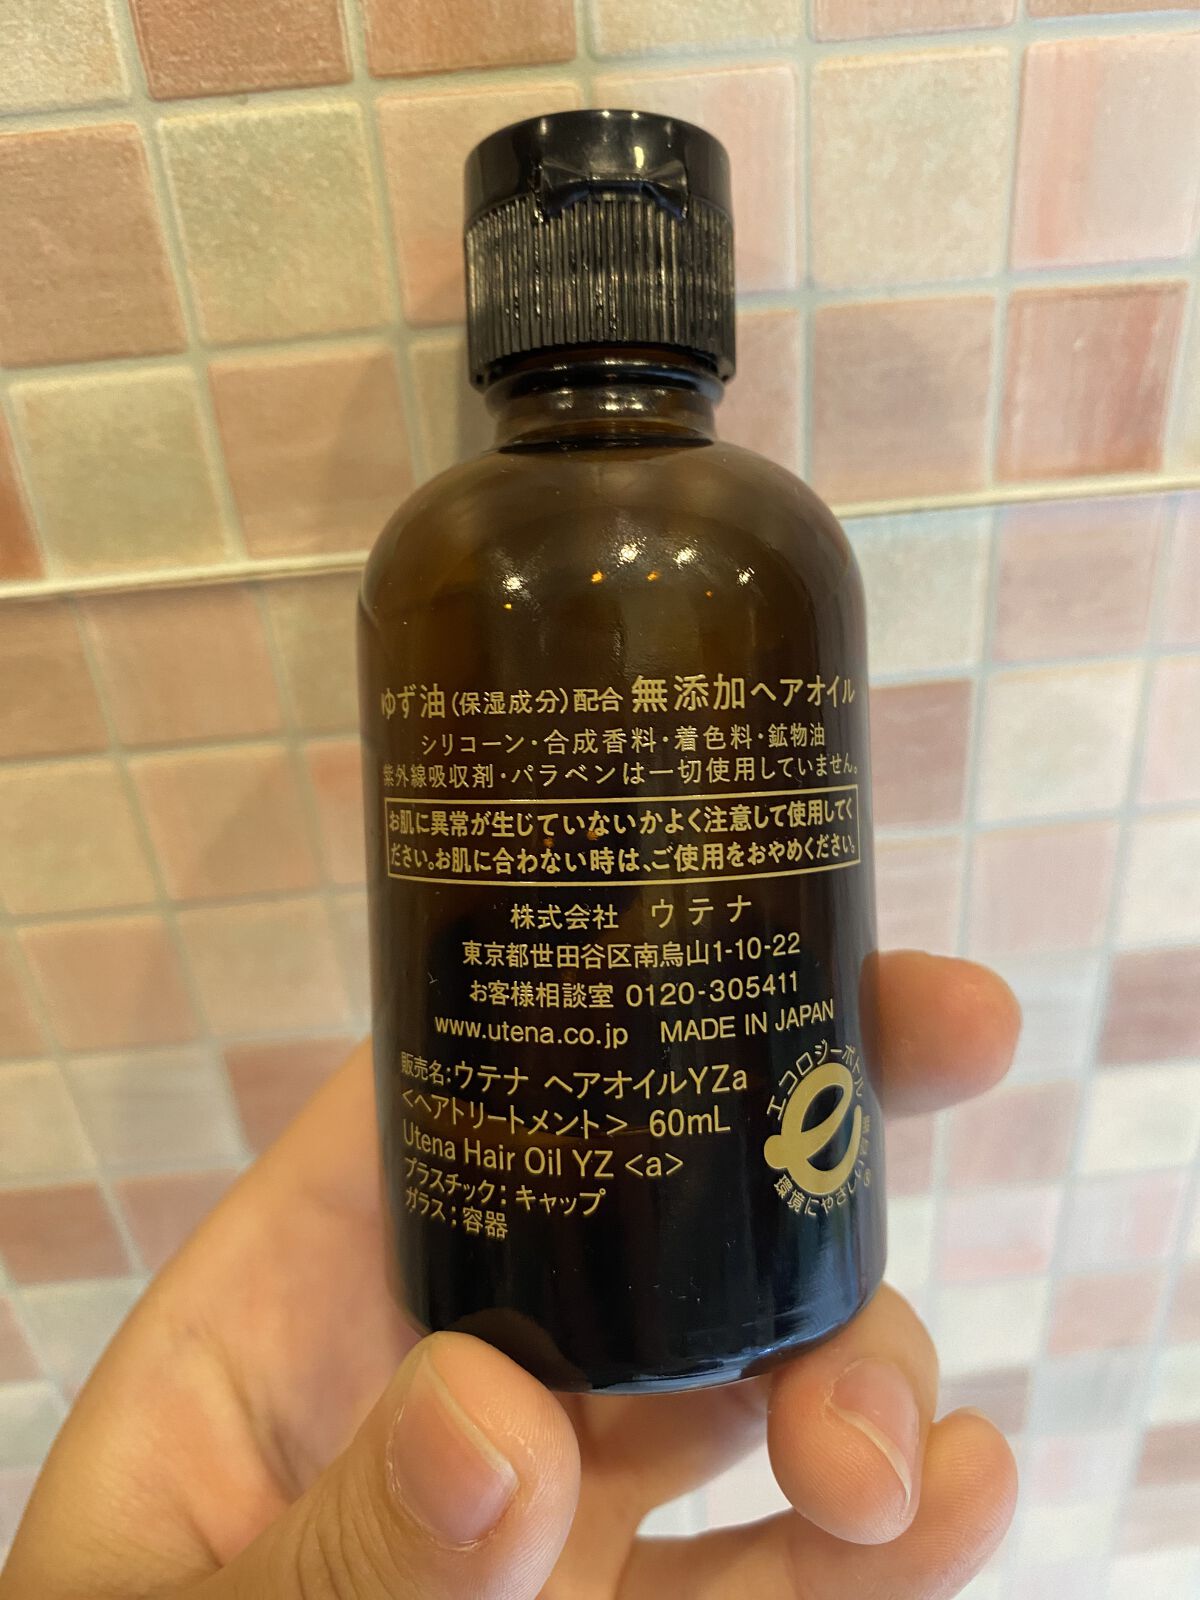 ゆず油(保湿成分)配合 無添加ヘアオイル
シリコーン・合成香料・着色料・鉱物油
紫外線吸収剤・パラベンは一切使用していません。
お肌に異常が生じていないかよく注意して使用してく
ださい。お肌に合わない時は、ご使用をおやめください。
株式会社 ウテナ
東京都世田谷区南烏山1-10-22
お客様相談室 0120-305411
www.utena.co.jp MADE IN JAPAN
販売名:ウテナ ヘアオイルYZa
<ヘアトリートメント> 60mL
Utena Hair Oil YZ <a>
プラスチック:キャップ
ガラス:容器
エコロジーボトル
e
環境にやさしい